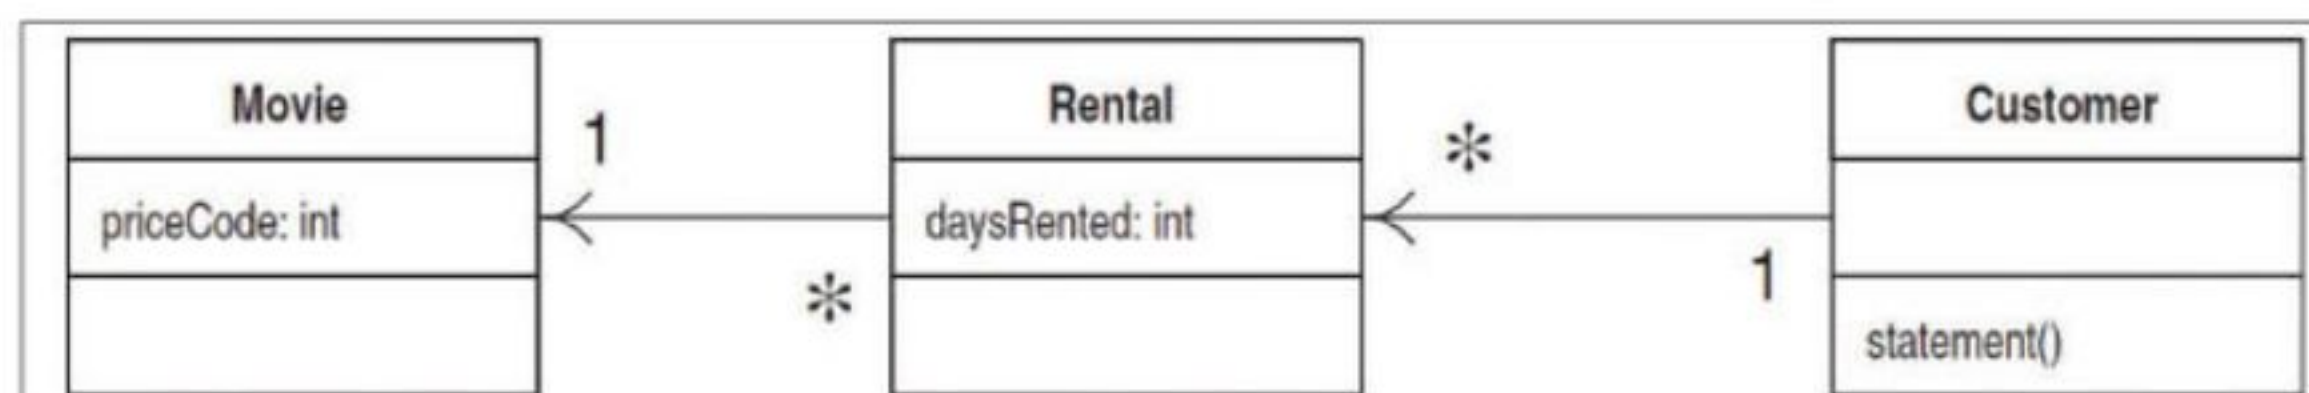 Movie
priceCode: int
1
*
Rental
daysRented: int
*
1
Customer
statement()